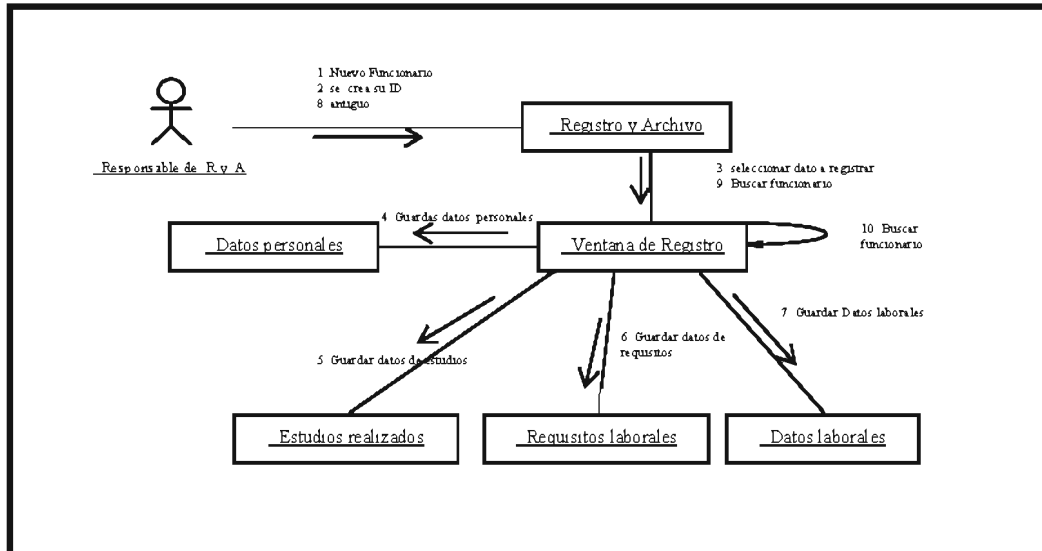 1 Nuevo Funcionario
2 se crea su ID
8 antiguo
Registro y Archivo
Responsable de R y A
3 seleccionar dato a registrar
9 Buscar funcionario
4 Guardas datos personales
Datos personales
Ventana de Registro
10 Buscar
funcionario
7 Guardar Datos laborales
6 Guardar datos de
requisitos
5 Guardar datos de estudios
Estudios realizados
Requisitos laborales
Datos laborales